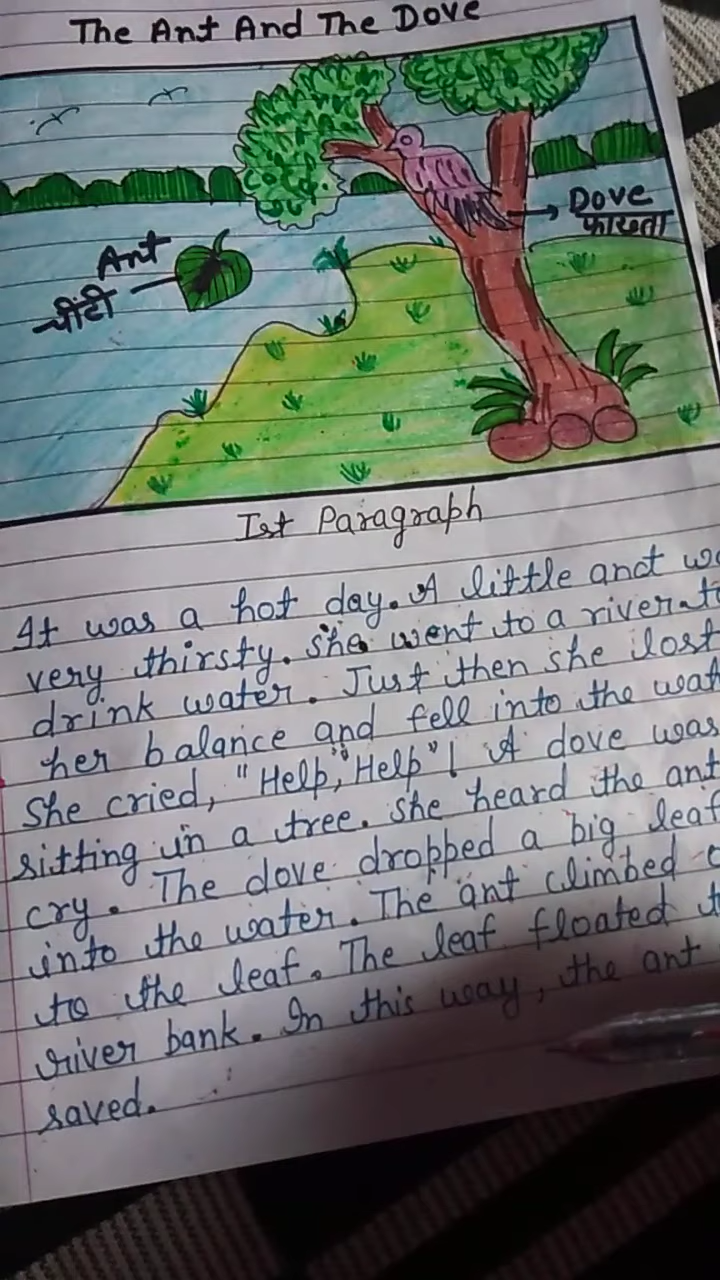 The Ant And The Dove
Dove
फाख्ता
Ant
चींटी
Ist Paragraph
It was a hot day. A little anct
very thirsty. She went to a river to
drink water. Just then she lost
her balance and fell into the
She cried, "Help," Help"! A dove was
sitting in a tree. She heard the ant
cry. The dove dropped a big leaf
into the water. The ant climbed
to the leaf. The leaf floated
river bank. In this way, the ant
saved.